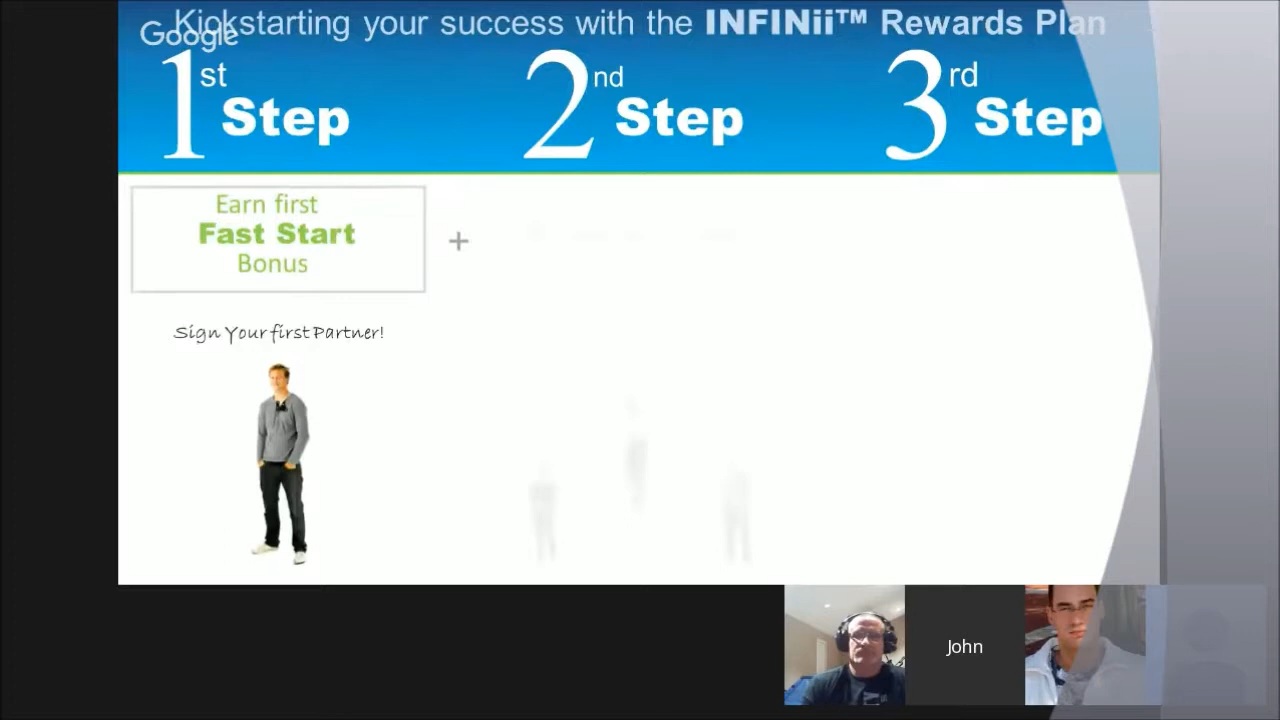 Kickstarting your success with the INFINii™ Rewards Plan
Google
1st Step
2nd Step
3rd Step
Earn first
Fast Start
Bonus
+
Sign Your first Partner!
John